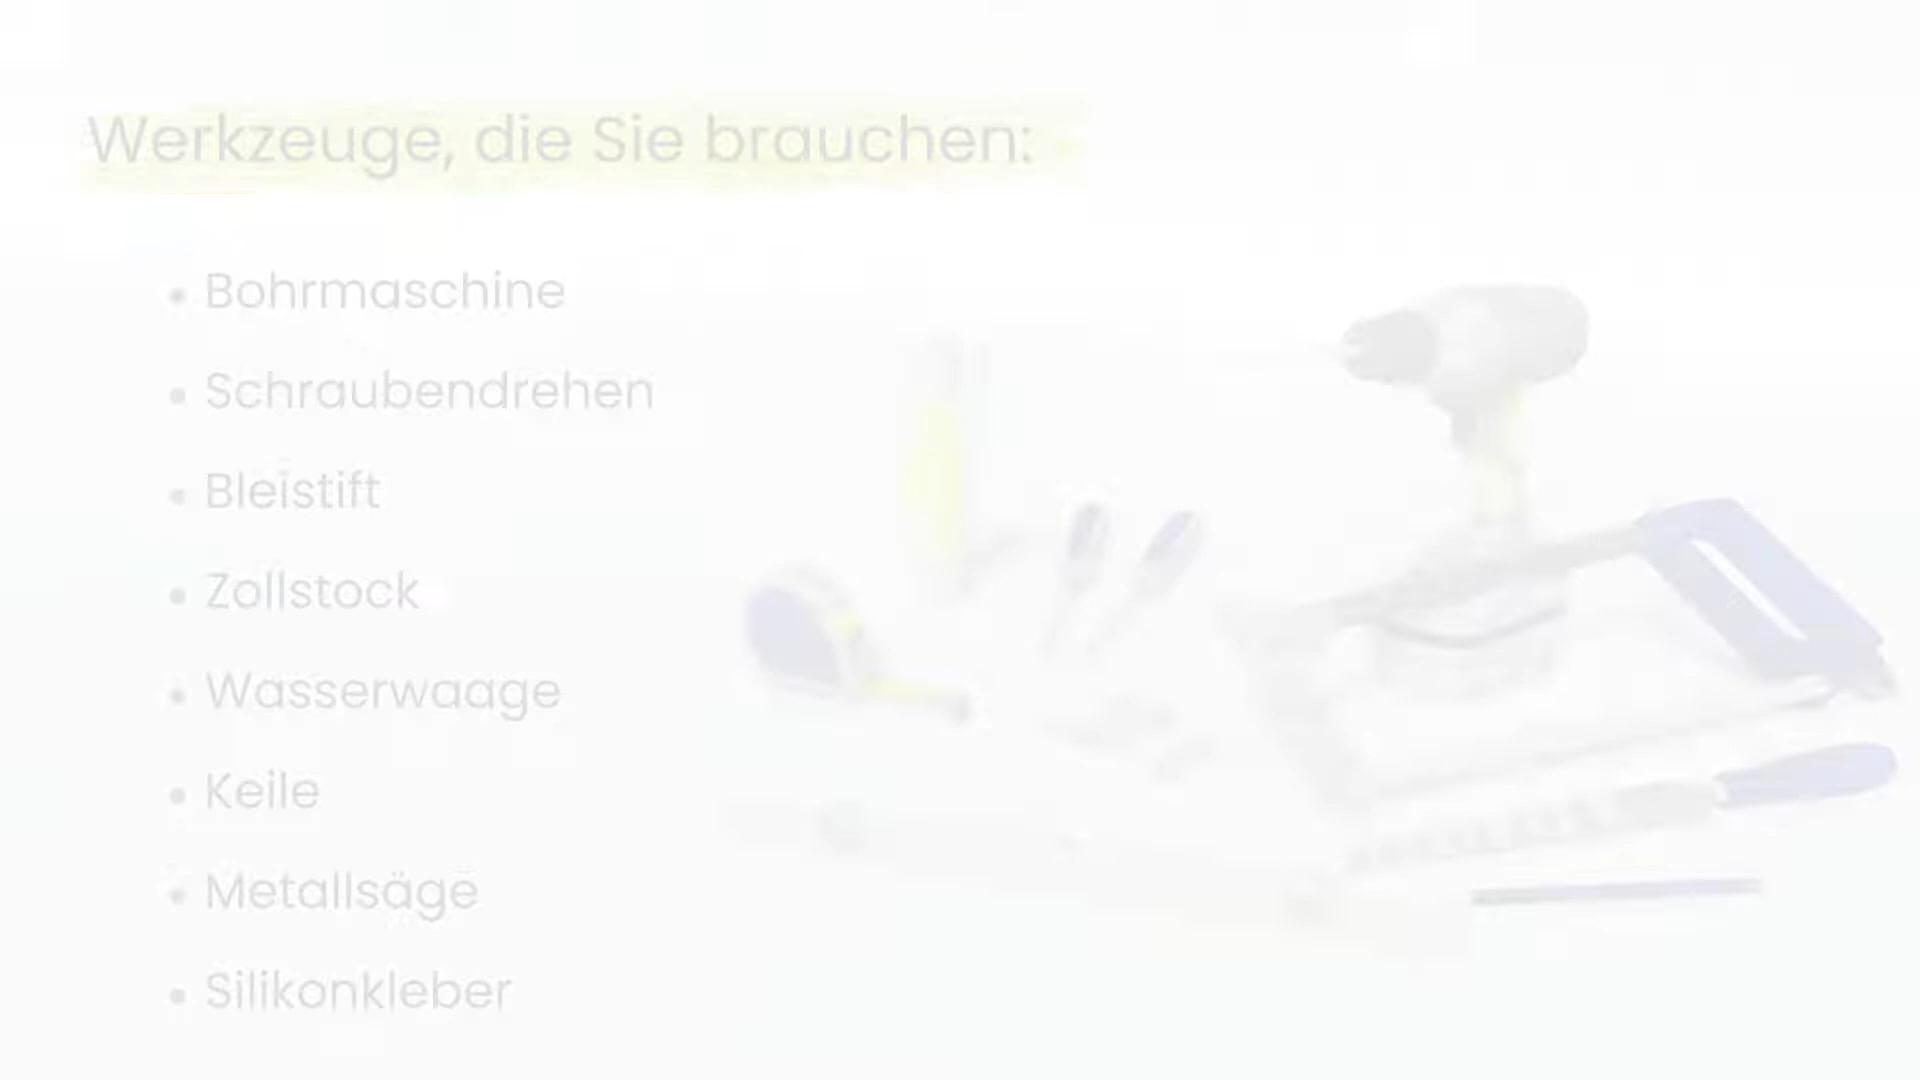 Werkzeuge, die Sie brauchen:
• Bohrmaschine
• Schraubendrehen
• Bleistift
• Zollstock
• Wasserwaage
• Keile
• Metallsäge
• Silikonkleber